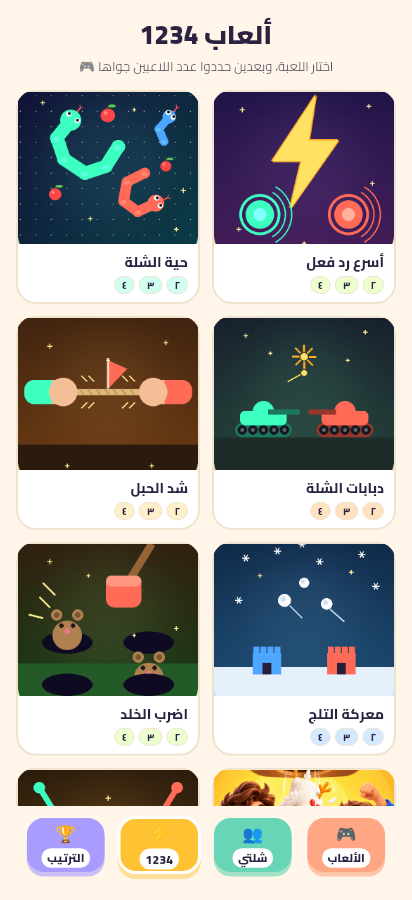 ألعاب 1234
اختار اللعبة، وبعدين حددوا عدد اللاعبين جواها 🎮
أسرع رد فعل
٢ ٣ ٤
حية الشلة
٢ ٣ ٤
دبابات الشلة
٢ ٣ ٤
شد الحبل
٢ ٣ ٤
معركة التلج
٢ ٣ ٤
اضرب الخلد
٢ ٣ ٤
الألعاب
شلتي
1234
الترتيب